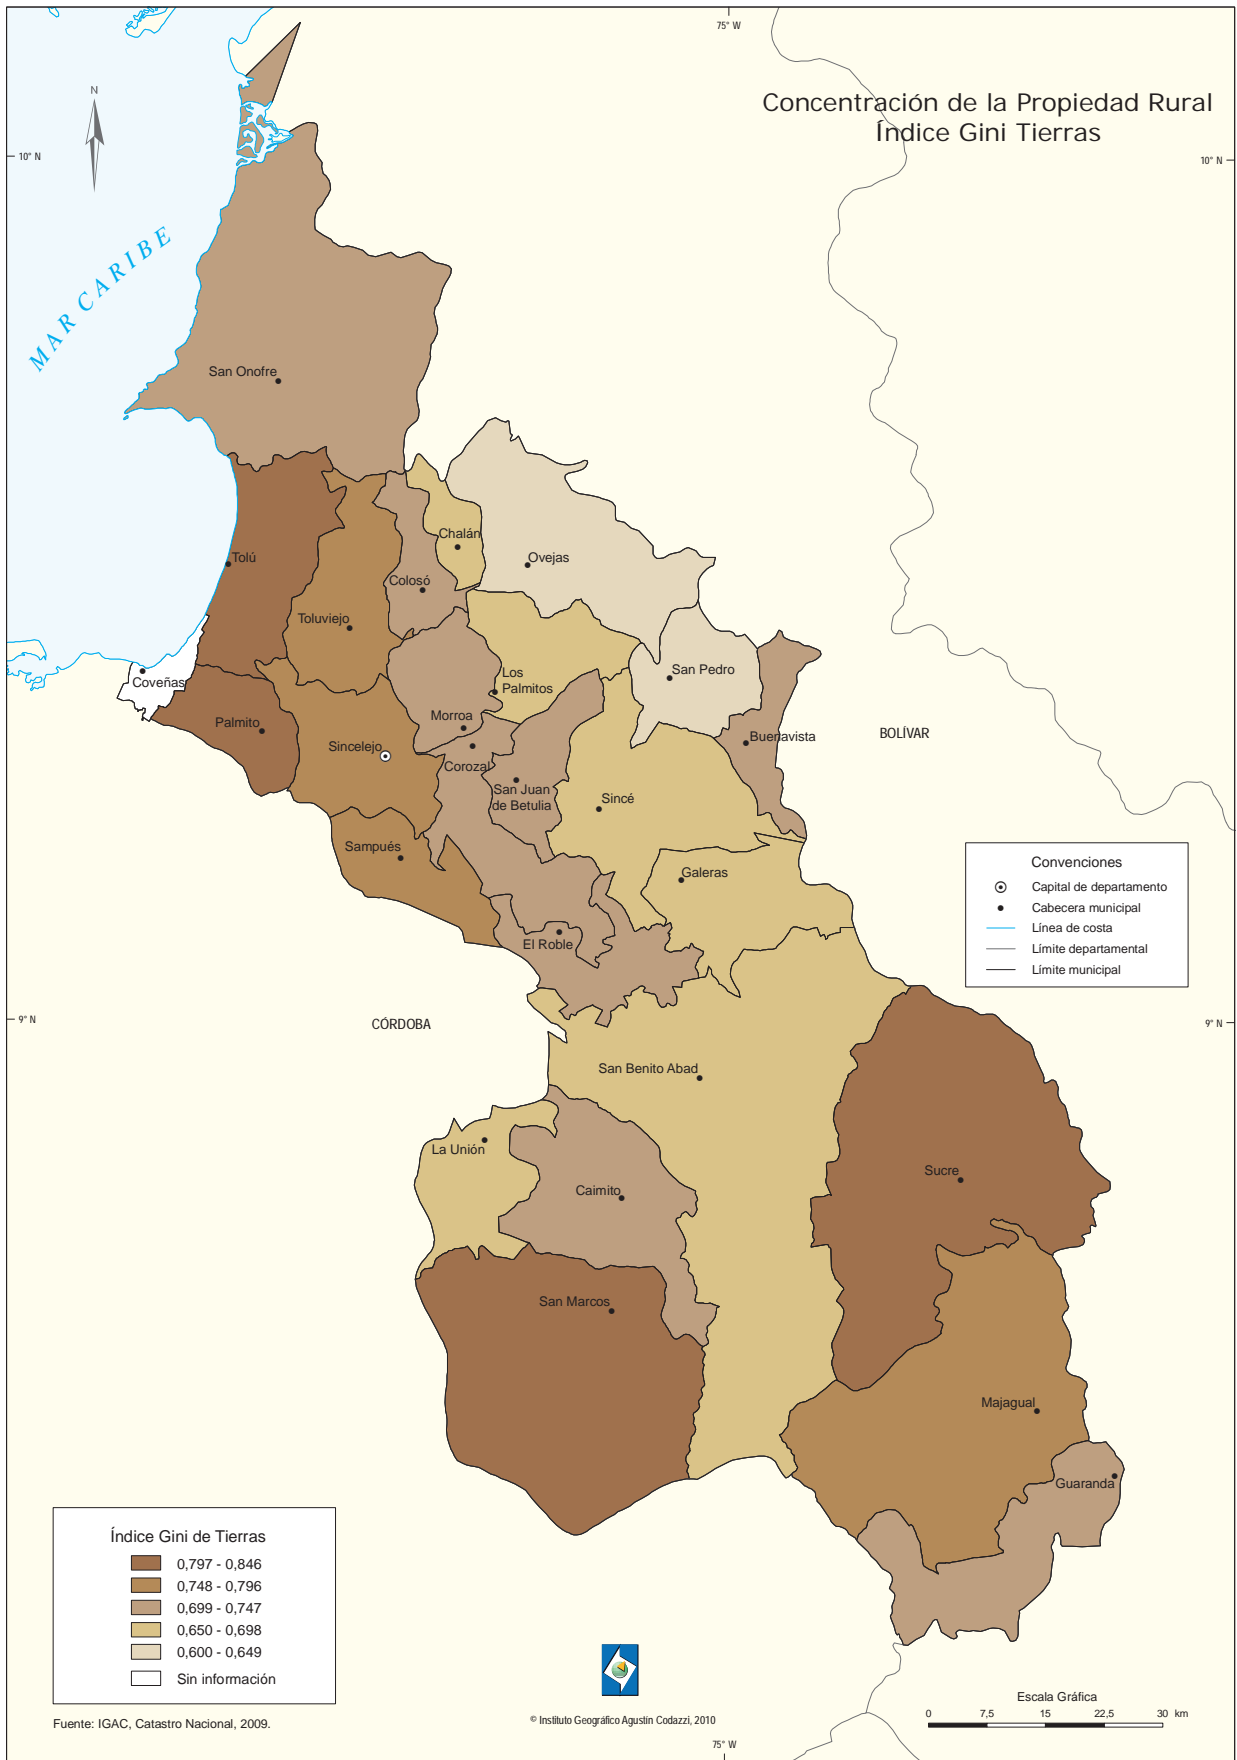 75° W
Concentración de la Propiedad Rural
Índice Gini Tierras
N
10° N
10° N
MAR CARIBE
San Onofre
Chalán
Ovejas
Tolú
Colosó
Toluviejo
San Pedro
Los
Palmitos
Coveñas
Morroa
Palmito
Buenavista
BOLÍVAR
Sincelejo
Corozal
San Juan
de Betulia
Sincé
Sampués
Galeras
El Roble
Convenciones
Capital de departamento
Cabecera municipal
Línea de costa
Límite departamental
Límite municipal
9° N
CÓRDOBA
9° N
San Benito Abad
La Unión
Sucre
Caimito
San Marcos
Majagual
Guaranda
Índice Gini de Tierras
0,797 - 0,846
0,748 - 0,796
0,699 - 0,747
0,650 - 0,698
0,600 - 0,649
Sin información
Fuente: IGAC, Catastro Nacional, 2009.
© Instituto Geográfico Agustín Codazzi, 2010
Escala Gráfica
0 7,5 15 22,5 30 km
75° W